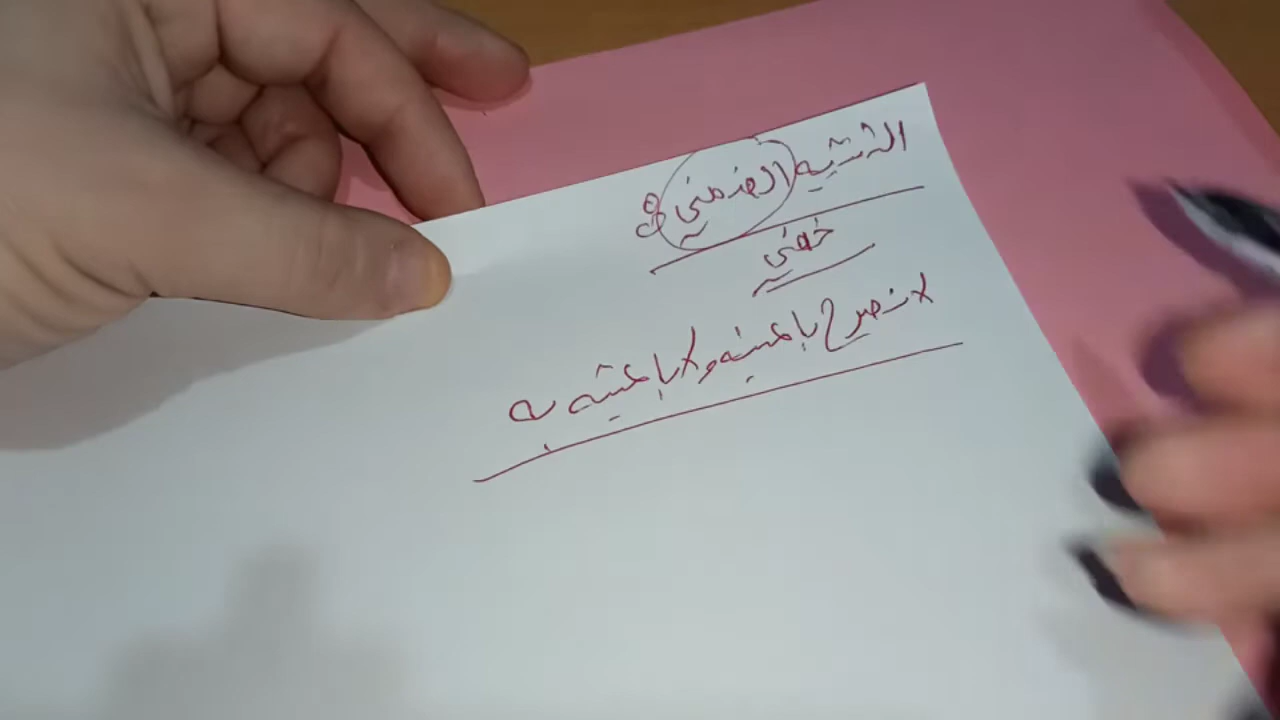 التشبيه الضمني
خفي
لا نصرح بالمشبه ولا بالمشبه به